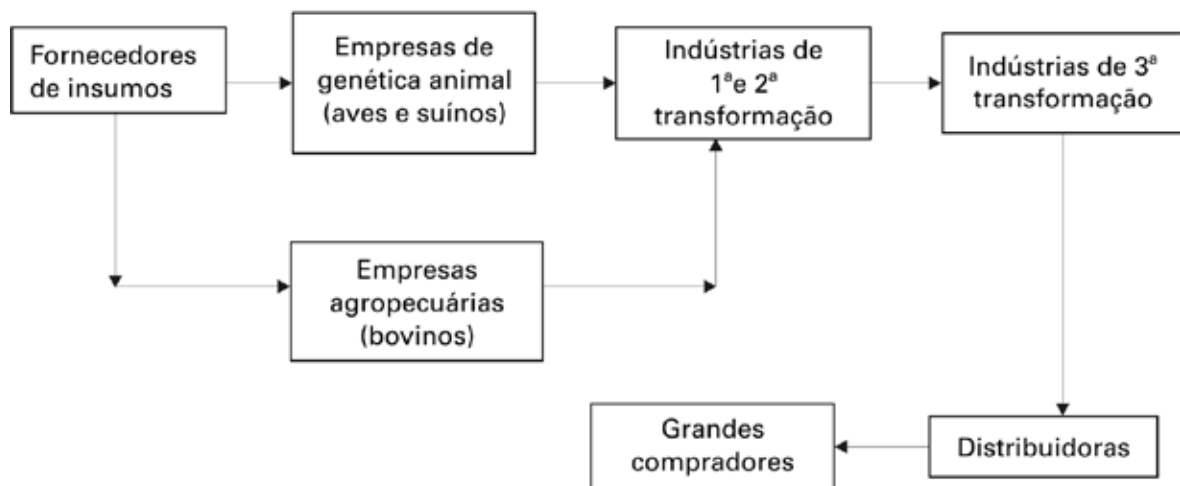 Fornecedores
de insumos
Empresas de
genética animal
(aves e suínos)
Indústrias de
1ªe 2ª
transformação
Indústrias de 3ª
transformação
Empresas
agropecuárias
(bovinos)
Grandes
compradores
Distribuidoras